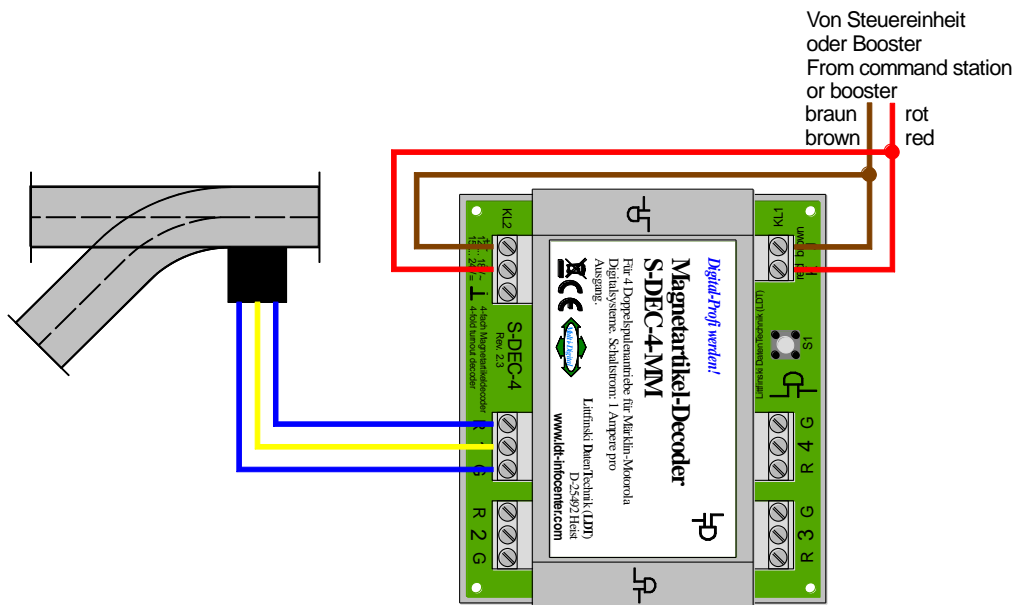 Von Steuereinheit
oder Booster
From command station
or booster
braun rot
brown red
KL2
KL1
4-fach Magnetartikeldecoder
4-fold turnout decoder
S-DEC-4
Rev. 2.3
Digital-Profi werden!
Magnetartikel-Decoder
S-DEC-4-MM
Für 4 Doppelspulenantriebe für Märklin-Motorola
Digitalsysteme. Schaltstrom: 1 Ampere pro
Ausgang.
CE
Multi-Digital
Littfinski DatenTechnik (LDT)
D-25492 Heist
www.ldt-infocenter.com
S1
Littfinski DatenTechnik (LDT)
R
G
R 2 G
R 4 G
R 3 G